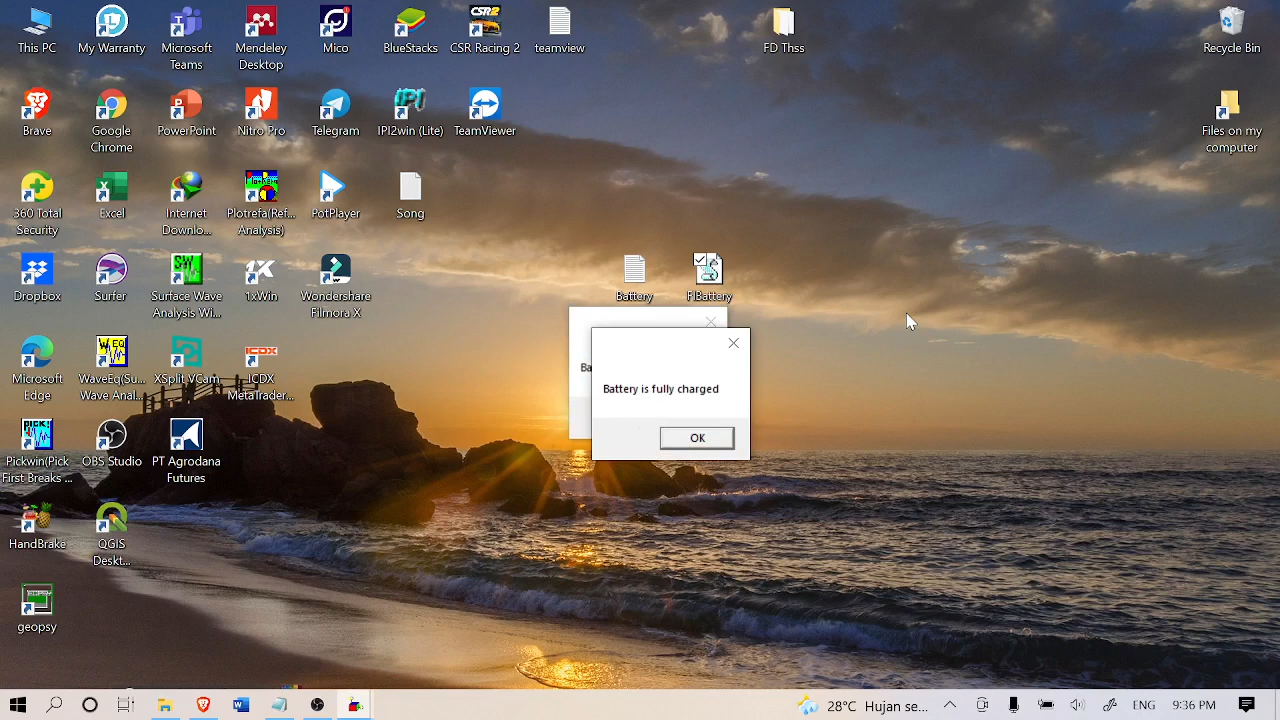 This PC
My Warranty
Microsoft
Teams
Mendeley
Desktop
Mico
BlueStacks
CSR Racing 2
teamview
FD Thss
Recycle Bin
Brave
Google
Chrome
PowerPoint
Nitro Pro
Telegram
IPI2win (Lite)
TeamViewer
Files on my
computer
360 Total
Security
Excel
Internet
Downlo...
Plotrefa(Ref...
Analysis)
PotPlayer
Song
Dropbox
Surfer
Surface Wave
Analysis Wi...
1xWin
Wondershare
Filmora X
Battery
FlBattery
Microsoft
Edge
WaveEq(Su...
Wave Anal...
XSplit VCam
ICDX
MetaTrader...
Ba
Battery is fully charged
OK
Pickwin(Pick
First Breaks ...
OBS Studio
PT Agrodana
Futures
HandBrake
QGIS
Deskt...
geopsy
28°C Hujan se...
ENG
9:36 PM